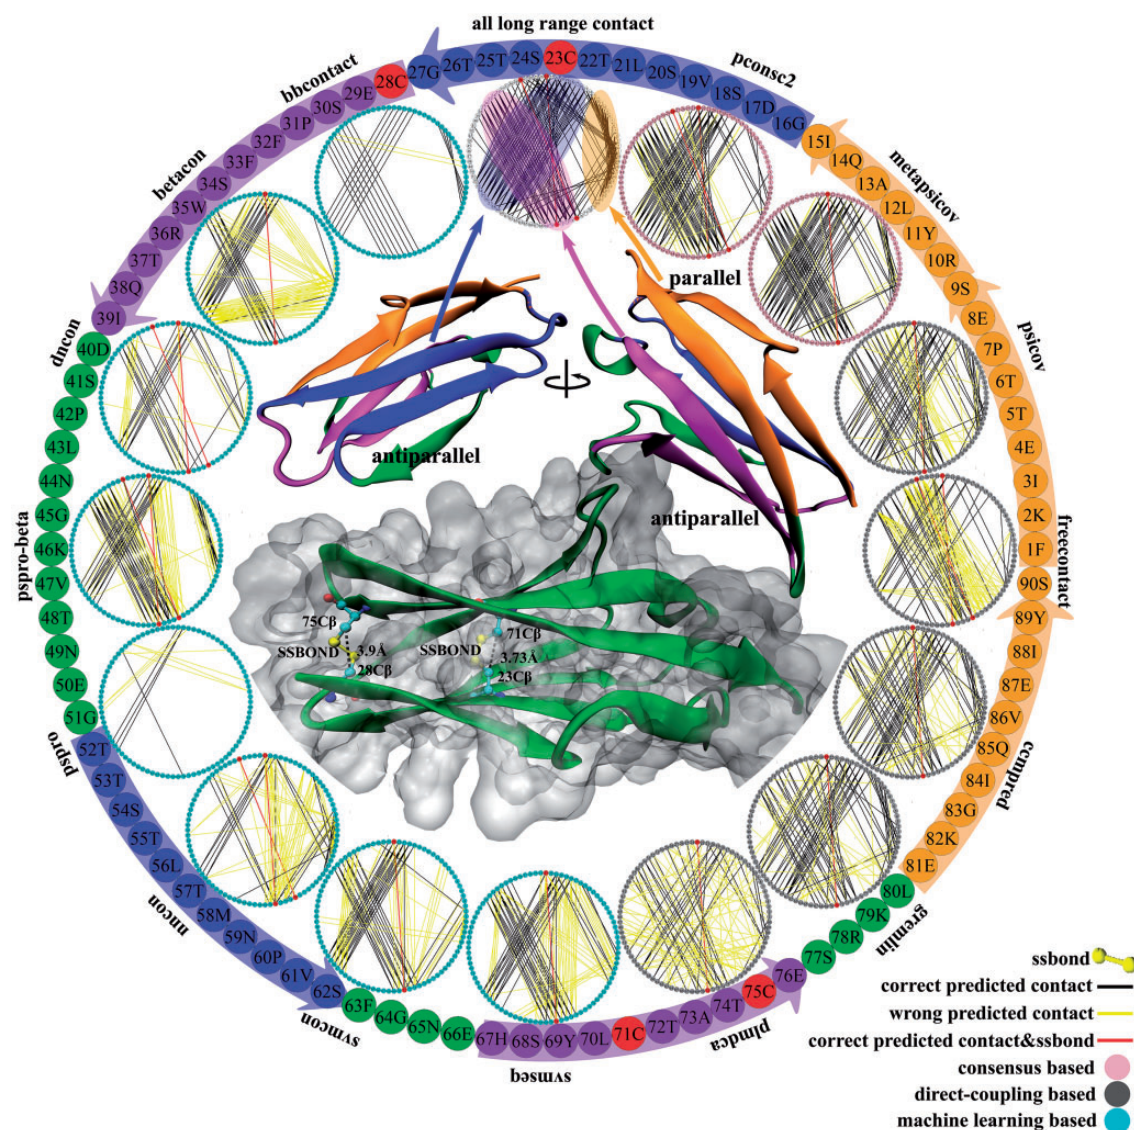 all long range contact
pconsc2
metapsicov
psicov
freecontact
ccmpred
gremlin
plmdca
svmseq
svmcon
nncon
pspro
pspro-beta
dncon
betacon
bbcontact
1F
2K
3I
4E
5T
6T
7P
8E
9S
10R
11Y
12L
13A
14Q
15I
16G
17D
18S
19V
20S
21L
22T
23C
24S
25T
26T
27G
28C
29E
30S
31P
32F
33F
34S
35W
36R
37T
38Q
39I
40D
41S
42P
43L
44N
45G
46K
47V
48T
49N
50E
51G
52T
53T
54S
55T
56L
57T
58M
59N
60P
61V
62S
63F
64G
65N
66E
67H
68S
69Y
70L
71C
72T
73A
74T
75C
76E
77S
78R
79K
80L
81E
82K
83G
84I
85Q
86V
87E
88I
89Y
90S
parallel
antiparallel
antiparallel
75Cβ
SSBOND
3.9Å
28Cβ
71Cβ
SSBOND
3.73Å
23Cβ
ssbond
correct predicted contact
wrong predicted contact
correct predicted contact&ssbond
consensus based
direct-coupling based
machine learning based